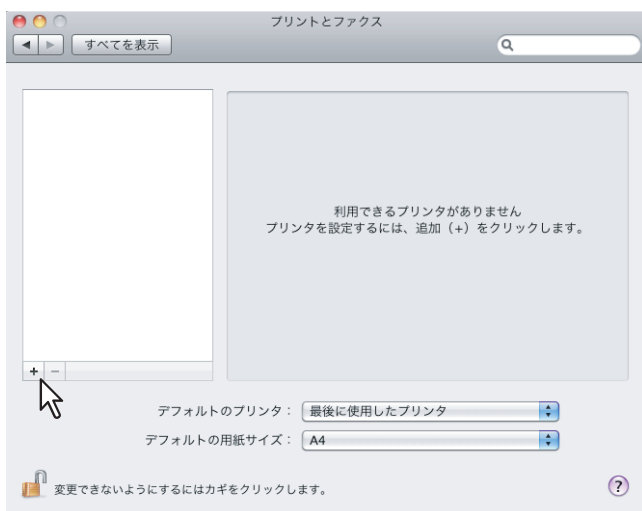 プリントとファクス
すべてを表示
利用できるプリンタがありません
プリンタを設定するには、追加（+）をクリックします。
+ −
デフォルトのプリンタ： 最後に使用したプリンタ
デフォルトの用紙サイズ： A4
変更できないようにするにはカギをクリックします。
?